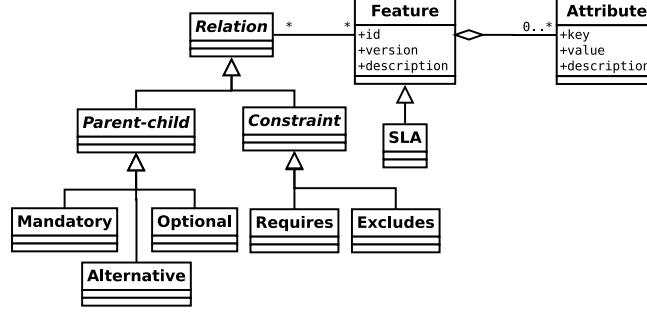 Relation
*
*
Feature
+id
+version
+description
0..*
Attribute
+key
+value
+description
Parent-child
Constraint
SLA
Mandatory
Optional
Requires
Excludes
Alternative